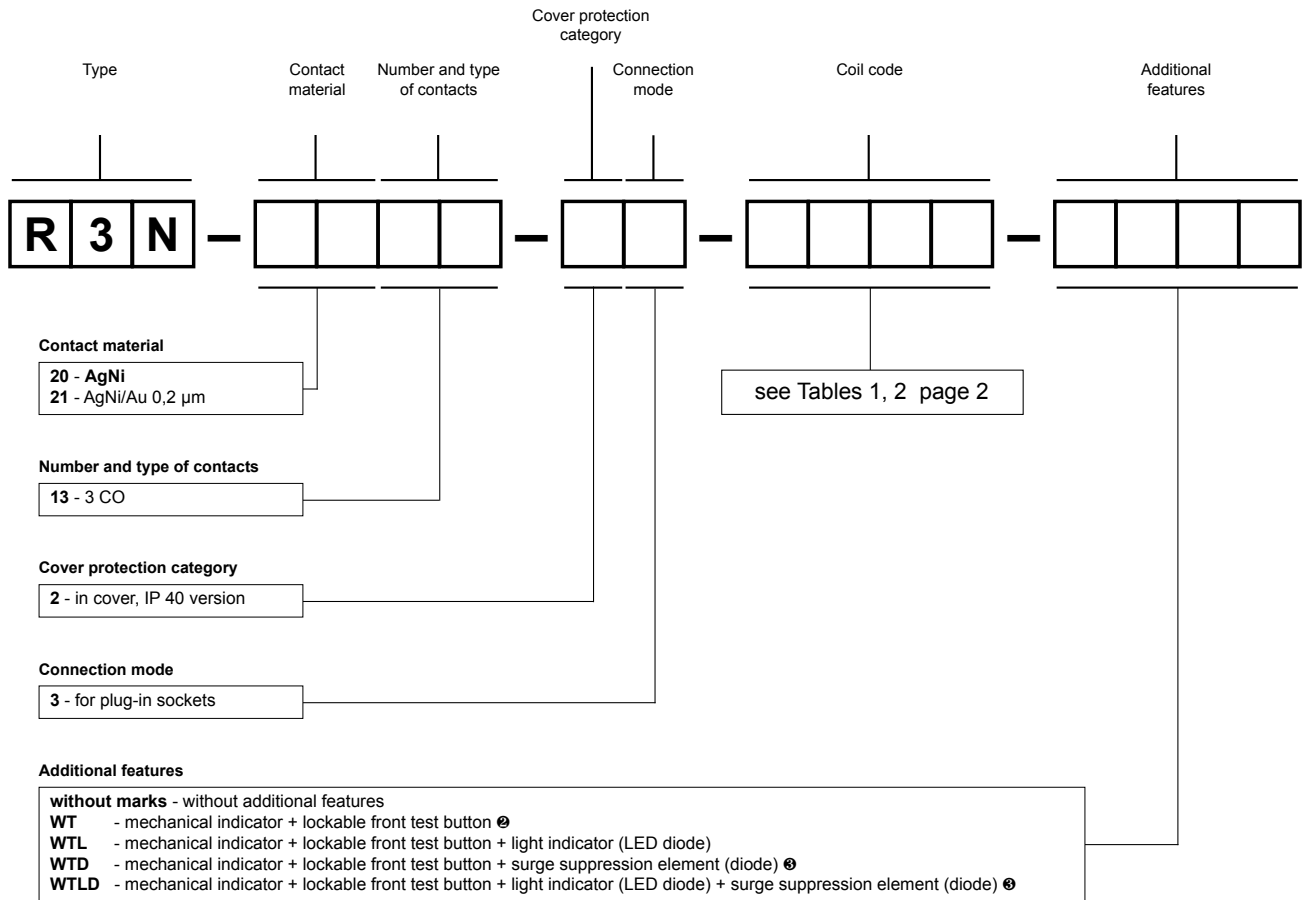 Cover protection
category
Type
Contact
material
Number and type
of contacts
Connection
mode
Coil code
Additional
features
R 3 N – – – –
Contact material
20 - AgNi
21 - AgNi/Au 0,2 µm
see Tables 1, 2 page 2
Number and type of contacts
13 - 3 CO
Cover protection category
2 - in cover, IP 40 version
Connection mode
3 - for plug-in sockets
Additional features
without marks - without additional features
WT - mechanical indicator + lockable front test button ❷
WTL - mechanical indicator + lockable front test button + light indicator (LED diode)
WTD - mechanical indicator + lockable front test button + surge suppression element (diode) ❸
WTLD - mechanical indicator + lockable front test button + light indicator (LED diode) + surge suppression element (diode) ❸